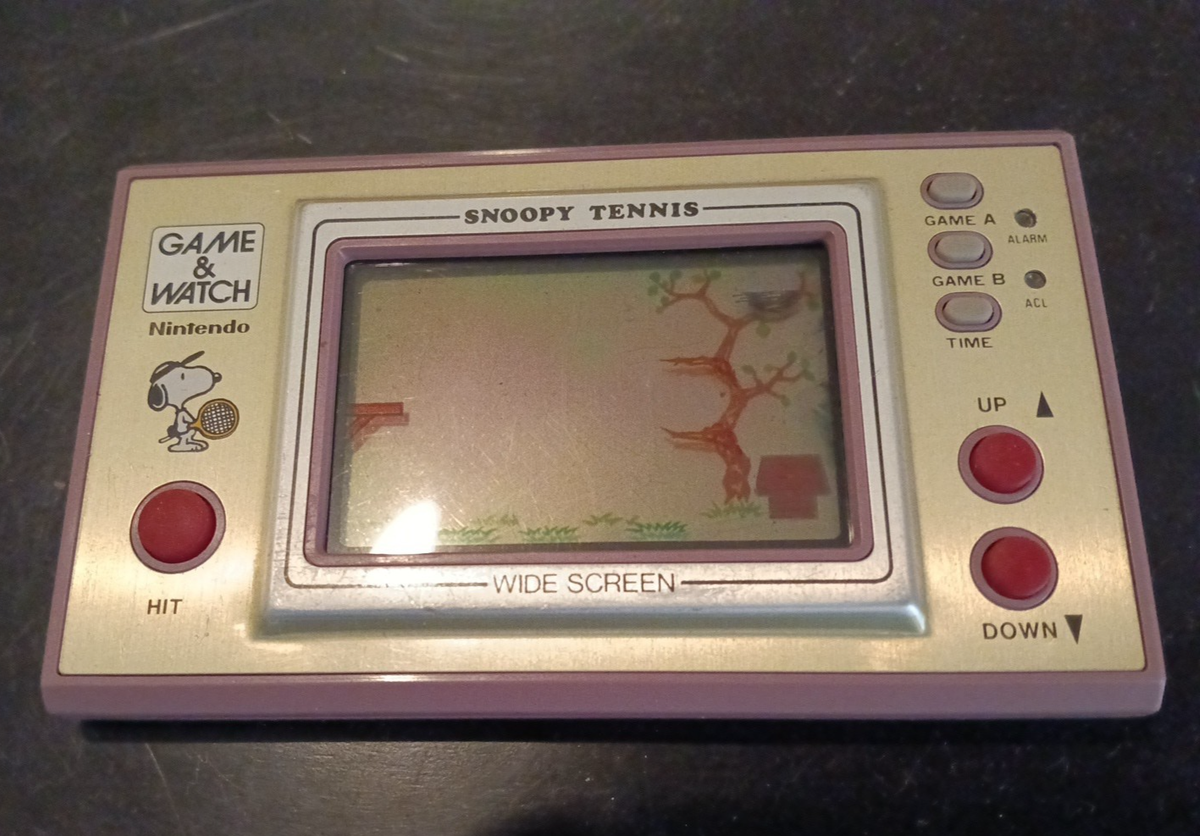 SNOOPY TENNIS
GAME
&
WATCH
Nintendo
HIT
WIDE SCREEN
GAME A
ALARM
GAME B
ACL
TIME
UP ▲
DOWN ▼